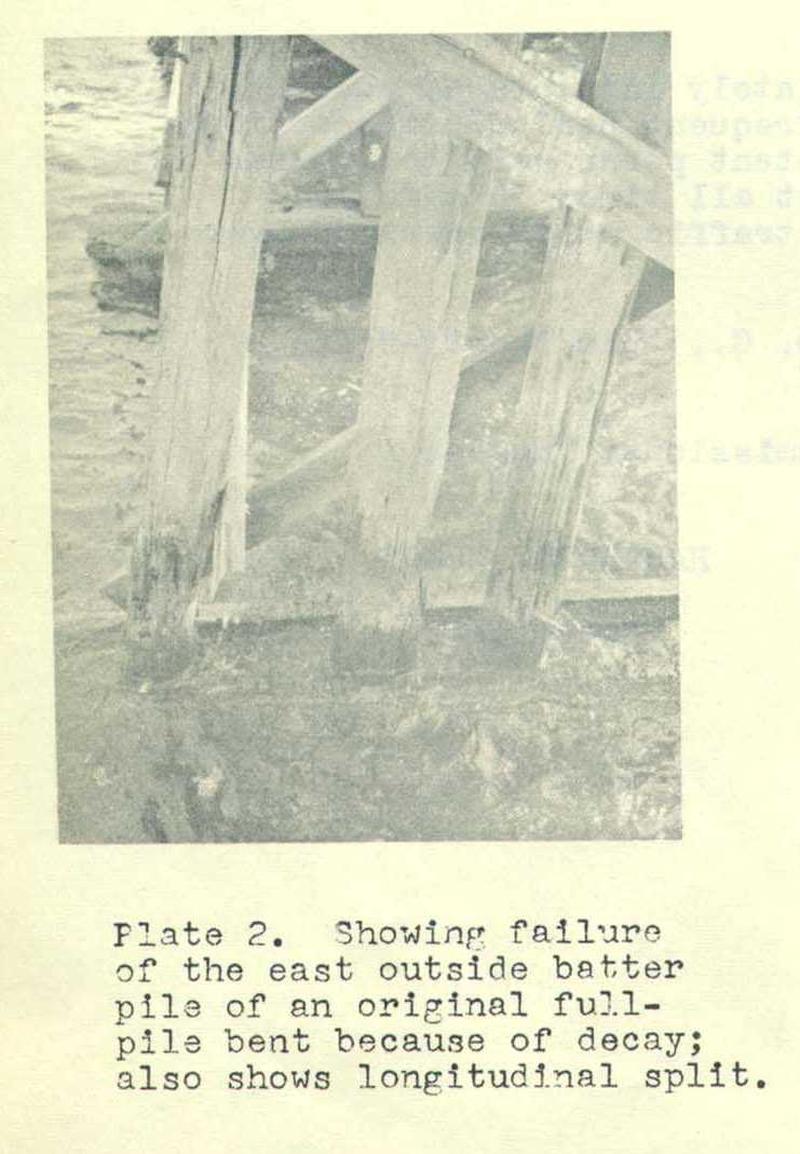 Plate 2. Showing failure
of the east outside batter
pile of an original full-
pile bent because of decay;
also shows longitudinal split.